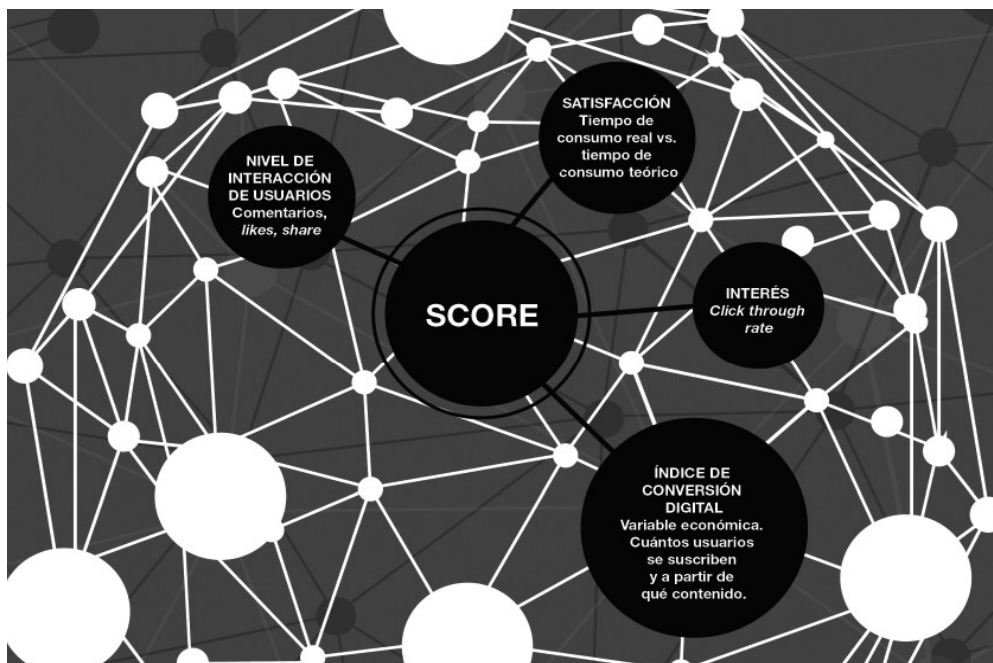 SATISFACCIÓN
Tiempo de
consumo real vs.
tiempo de
consumo teórico
NIVEL DE
INTERACCIÓN
DE USUARIOS
Comentarios,
likes, share
SCORE
INTERÉS
Click through
rate
ÍNDICE DE
CONVERSIÓN
DIGITAL
Variable económica.
Cuántos usuarios
se suscriben
y a partir de
qué contenido.